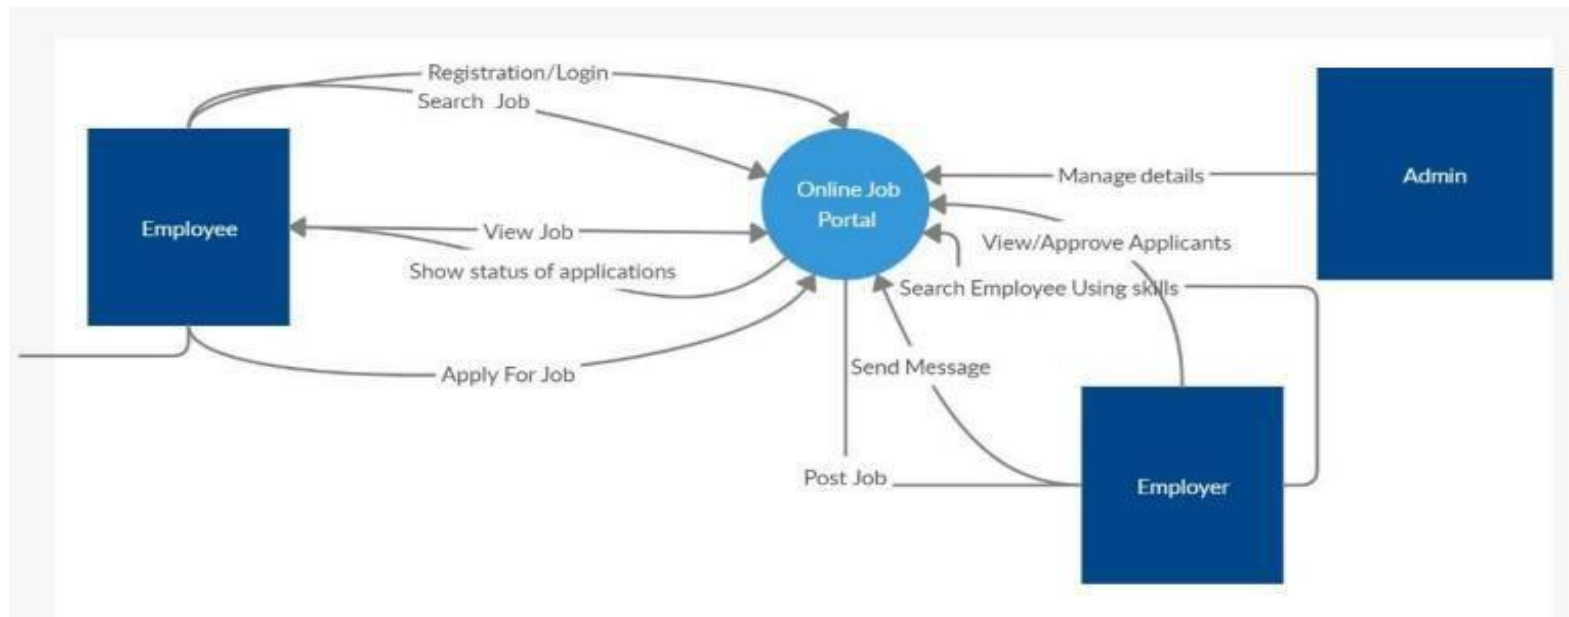 Registration/Login
Search Job
Online Job
Portal
Manage details
Admin
Employee
View Job
View/Approve Applicants
Show status of applications
Search Employee Using skills
Send Message
Apply For Job
Post Job
Employer